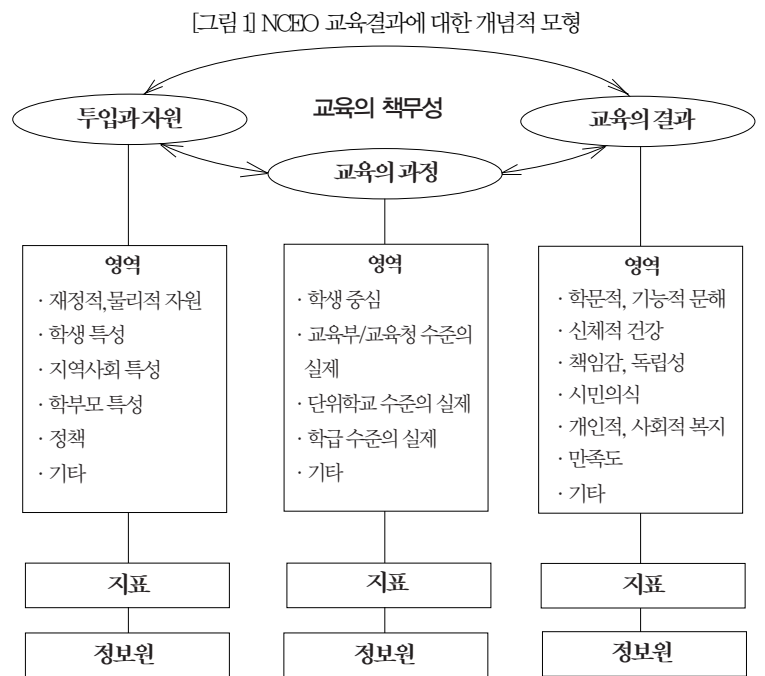 [그림 1] NCEO 교육결과에 대한 개념적 모형
교육의 책무성
투입과 자원
교육의 과정
교육의 결과
영역
· 재정적,물리적 자원
· 학생 특성
· 지역사회 특성
· 학부모 특성
· 정책
· 기타
지표
정보원
영역
· 학생 중심
· 교육부/교육청 수준의
실제
· 단위학교 수준의 실제
· 학급 수준의 실제
· 기타
지표
정보원
영역
· 학문적, 기능적 문해
· 신체적 건강
· 책임감, 독립성
· 시민의식
· 개인적, 사회적 복지
· 만족도
· 기타
지표
정보원